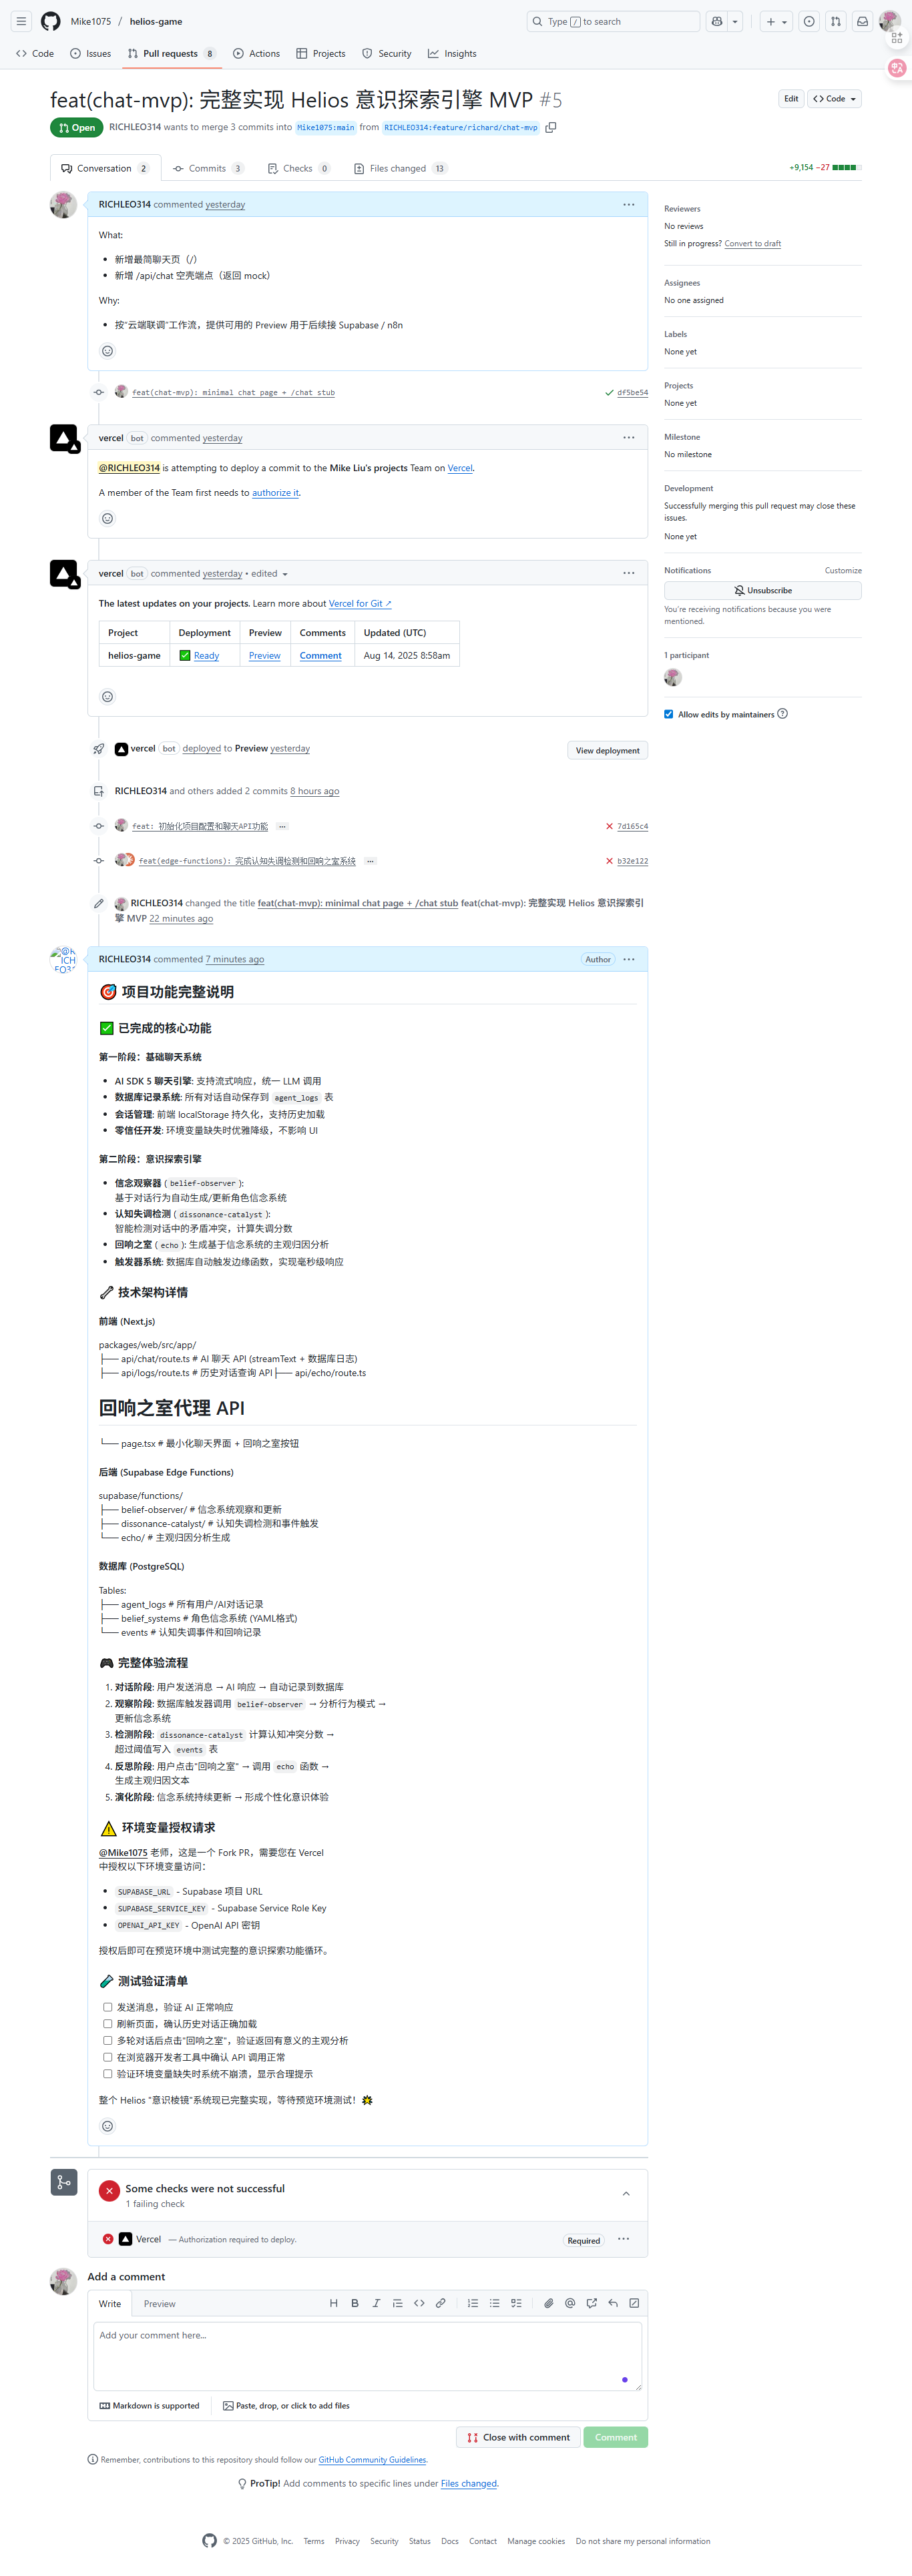 Mike1075 / helios-game
Type / to search
Code
Issues
Pull requests 8
Actions
Projects
Security
Insights
feat(chat-mvp): 完整实现 Helios 意识探索引擎 MVP #5
Edit
Code
Open
RICHLEO314 wants to merge 3 commits into Mike1075:main from RICHLEO314:feature/richard/chat-mvp
Conversation 2
Commits 3
Checks 0
Files changed 13
+9,154 −27
RICHLEO314 commented yesterday
What:
新增最简聊天页（/）
新增 /api/chat 空壳端点（返回 mock）
Why:
按“云端联调”工作流，提供可用的 Preview 用于后续接 Supabase / n8n
feat(chat-mvp): minimal chat page + /chat stub
df5be54
vercel bot commented yesterday
@RICHLEO314 is attempting to deploy a commit to the Mike Liu's projects Team on Vercel.
A member of the Team first needs to authorize it.
vercel bot commented yesterday • edited
The latest updates on your projects. Learn more about Vercel for Git ↗
Project Deployment Preview Comments Updated (UTC)
helios-game ✅ Ready Preview Comment Aug 14, 2025 8:58am
vercel bot deployed to Preview yesterday
View deployment
RICHLEO314 and others added 2 commits 8 hours ago
feat: 初始化项目配置和聊天API功能 …
7d165c4
feat(edge-functions): 完成认知失调检测和回响之室系统 …
b32e122
RICHLEO314 changed the title feat(chat-mvp): minimal chat page + /chat stub feat(chat-mvp): 完整实现 Helios 意识探索引
擎 MVP 22 minutes ago
@R
ICH
LEO31
RICHLEO314 commented 7 minutes ago
Author
🎯 项目功能完整说明
✅ 已完成的核心功能
第一阶段：基础聊天系统
AI SDK 5 聊天引擎: 支持流式响应，统一 LLM 调用
数据库记录系统: 所有对话自动保存到 agent_logs 表
会话管理: 前端 localStorage 持久化，支持历史加载
零信任开发: 环境变量缺失时优雅降级，不影响 UI
第二阶段：意识探索引擎
信念观察器 (belief-observer):
基于对话行为自动生成/更新角色信念系统
认知失调检测 (dissonance-catalyst):
智能检测对话中的矛盾冲突，计算失调分数
回响之室 (echo): 生成基于信念系统的主观归因分析
触发器系统: 数据库自动触发边缘函数，实现毫秒级响应
🔗 技术架构详情
前端 (Next.js)
packages/web/src/app/
├── api/chat/route.ts # AI 聊天 API (streamText + 数据库日志)
├── api/logs/route.ts # 历史对话查询 API├── api/echo/route.ts
回响之室代理 API
└── page.tsx # 最小化聊天界面 + 回响之室按钮
后端 (Supabase Edge Functions)
supabase/functions/
├── belief-observer/ # 信念系统观察和更新
├── dissonance-catalyst/ # 认知失调检测和事件触发
└── echo/ # 主观归因分析生成
数据库 (PostgreSQL)
Tables:
├── agent_logs # 所有用户/AI对话记录
├── belief_systems # 角色信念系统 (YAML格式)
└── events # 认知失调事件和回响记录
🎮 完整体验流程
1. 对话阶段: 用户发送消息 → AI 响应 → 自动记录到数据库
2. 观察阶段: 数据库触发器调用 belief-observer → 分析行为模式 →
更新信念系统
3. 检测阶段: dissonance-catalyst 计算认知冲突分数 →
超过阈值写入 events 表
4. 反思阶段: 用户点击"回响之室" → 调用 echo 函数 →
生成主观归因文本
5. 演化阶段: 信念系统持续更新 → 形成个性化意识体验
⚠️ 环境变量授权请求
@Mike1075 老师，这是一个 Fork PR，需要您在 Vercel
中授权以下环境变量访问：
SUPABASE_URL - Supabase 项目 URL
SUPABASE_SERVICE_KEY - Supabase Service Role Key
OPENAI_API_KEY - OpenAI API 密钥
授权后即可在预览环境中测试完整的意识探索功能循环。
🧪 测试验证清单
发送消息，验证 AI 正常响应
刷新页面，确认历史对话正确加载
多轮对话后点击"回响之室"，验证返回有意义的主观分析
在浏览器开发者工具中确认 API 调用正常
验证环境变量缺失时系统不崩溃，显示合理提示
整个 Helios "意识棱镜"系统现已完整实现，等待预览环境测试！💥
Some checks were not successful
1 failing check
Vercel — Authorization required to deploy.
Required
Add a comment
Write
Preview
Add your comment here...
Markdown is supported
Paste, drop, or click to add files
Close with comment
Comment
Remember, contributions to this repository should follow our GitHub Community Guidelines.
ProTip! Add comments to specific lines under Files changed.
Reviewers
No reviews
Still in progress? Convert to draft
Assignees
No one assigned
Labels
None yet
Projects
None yet
Milestone
No milestone
Development
Successfully merging this pull request may close these
issues.
None yet
Notifications
Customize
Unsubscribe
You're receiving notifications because you were
mentioned.
1 participant
Allow edits by maintainers
© 2025 GitHub, Inc. Terms Privacy Security Status Docs Contact Manage cookies Do not share my personal information